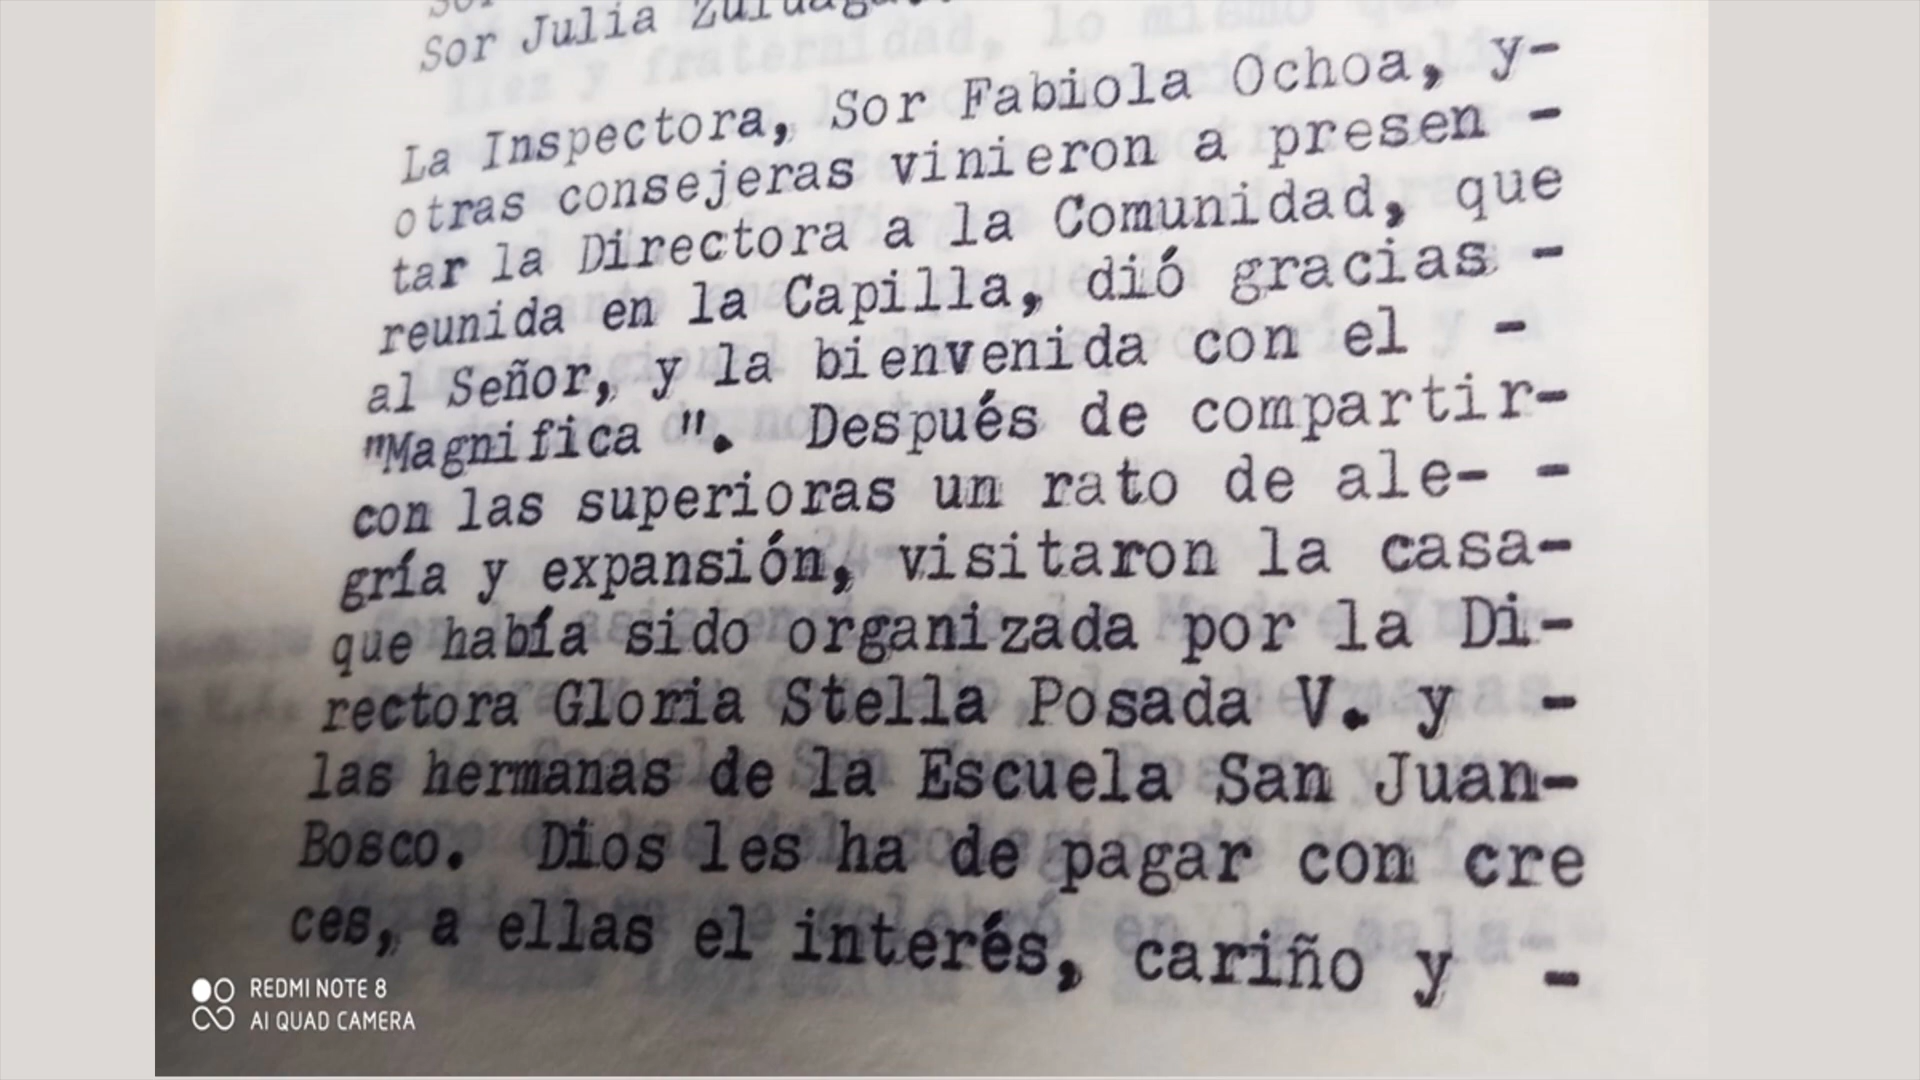 Sor Julia Zuluaga
La Inspectora, Sor Fabiola Ochoa, y-
otras consejeras vinieron a presen -
tar la Directora a la Comunidad, que
reunida en la Capilla, dió gracias -
al Señor, y la bienvenida con el -
"Magnifica ". Después de compartir-
con las superioras un rato de ale- -
gría y expansión, visitaron la casa-
que había sido organizada por la Di-
rectora Gloria Stella Posada V. y -
las hermanas de la Escuela San Juan-
Bosco. Dios les ha de pagar con cre
ces, a ellas el interés, cariño y -
REDMI NOTE 8
AI QUAD CAMERA